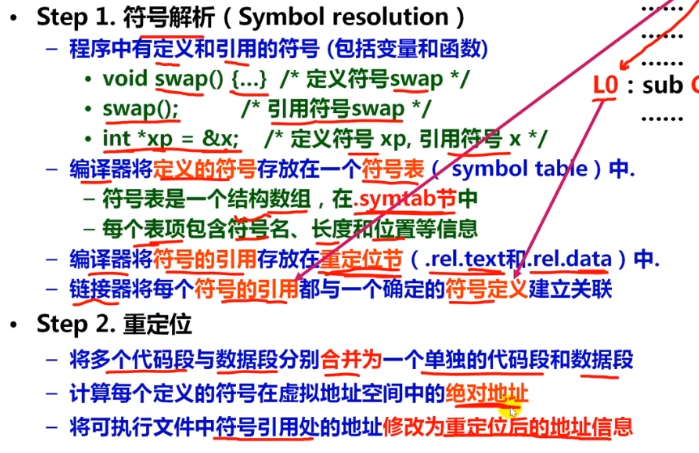 • Step 1. 符号解析（Symbol resolution）
– 程序中有定义和引用的符号 (包括变量和函数)
• void swap() {…}  /* 定义符号swap */
• swap();  /* 引用符号swap */
• int *xp = &x;  /* 定义符号 xp, 引用符号 x */
– 编译器将定义的符号存放在一个符号表（ symbol table）中.
– 符号表是一个结构数组，在.symtab节中
– 每个表项包含符号名、长度和位置等信息
– 编译器将符号的引用存放在重定位节（.rel.text和.rel.data）中.
– 链接器将每个符号的引用都与一个确定的符号定义建立关联
• Step 2. 重定位
– 将多个代码段与数据段分别合并为一个单独的代码段和数据段
– 计算每个定义的符号在虚拟地址空间中的绝对地址
– 将可执行文件中符号引用处的地址修改为重定位后的地址信息
……
……
……
L0：sub
……